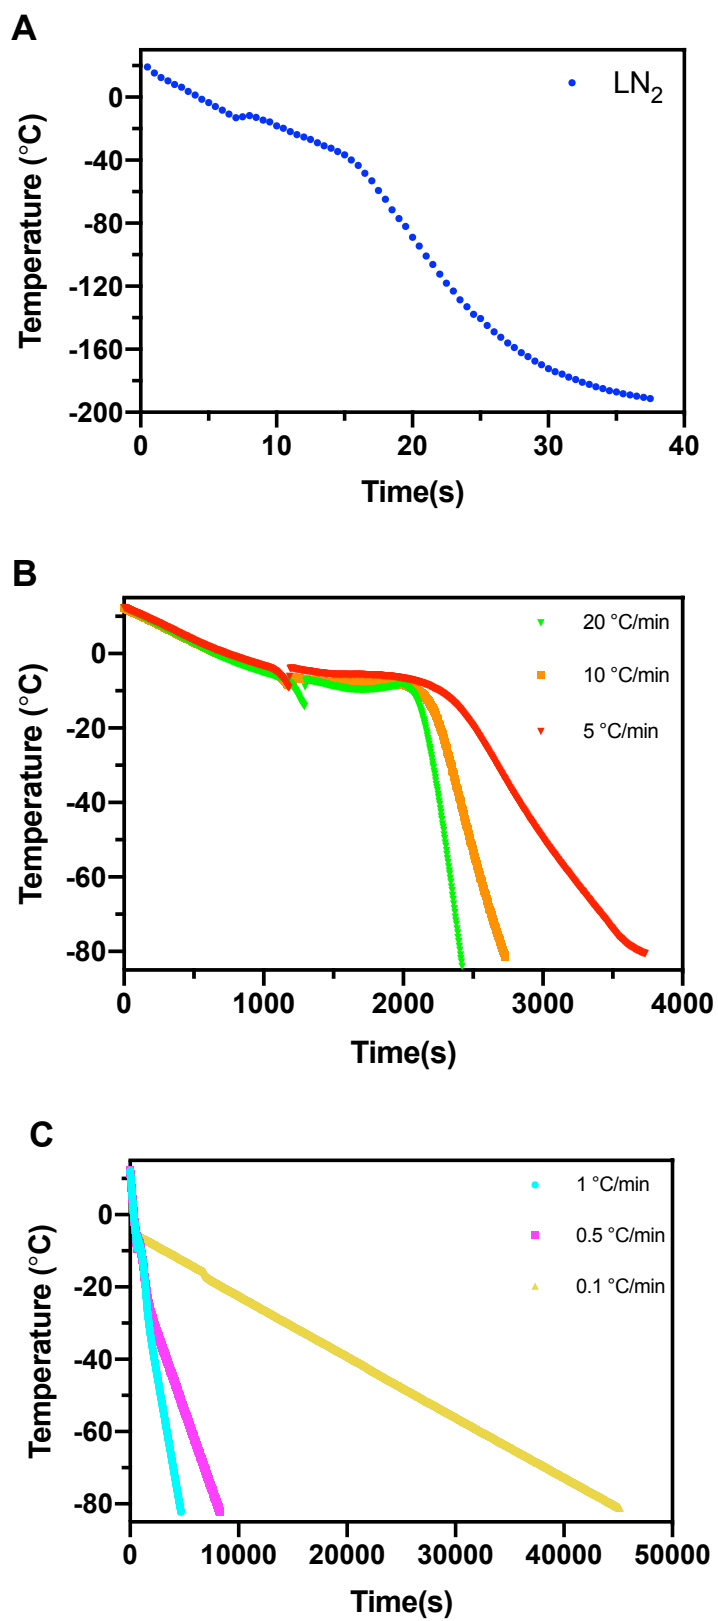 A
LN2
0
-40
-80
-120
-160
-200
Temperature (°C)
0 10 20 30 40
Time(s)
B
20 °C/min
10 °C/min
5 °C/min
0
-20
-40
-60
-80
Temperature (°C)
0 1000 2000 3000 4000
Time(s)
C
1 °C/min
0.5 °C/min
0.1 °C/min
0
-20
-40
-60
-80
Temperature (°C)
0 10000 20000 30000 40000 50000
Time(s)